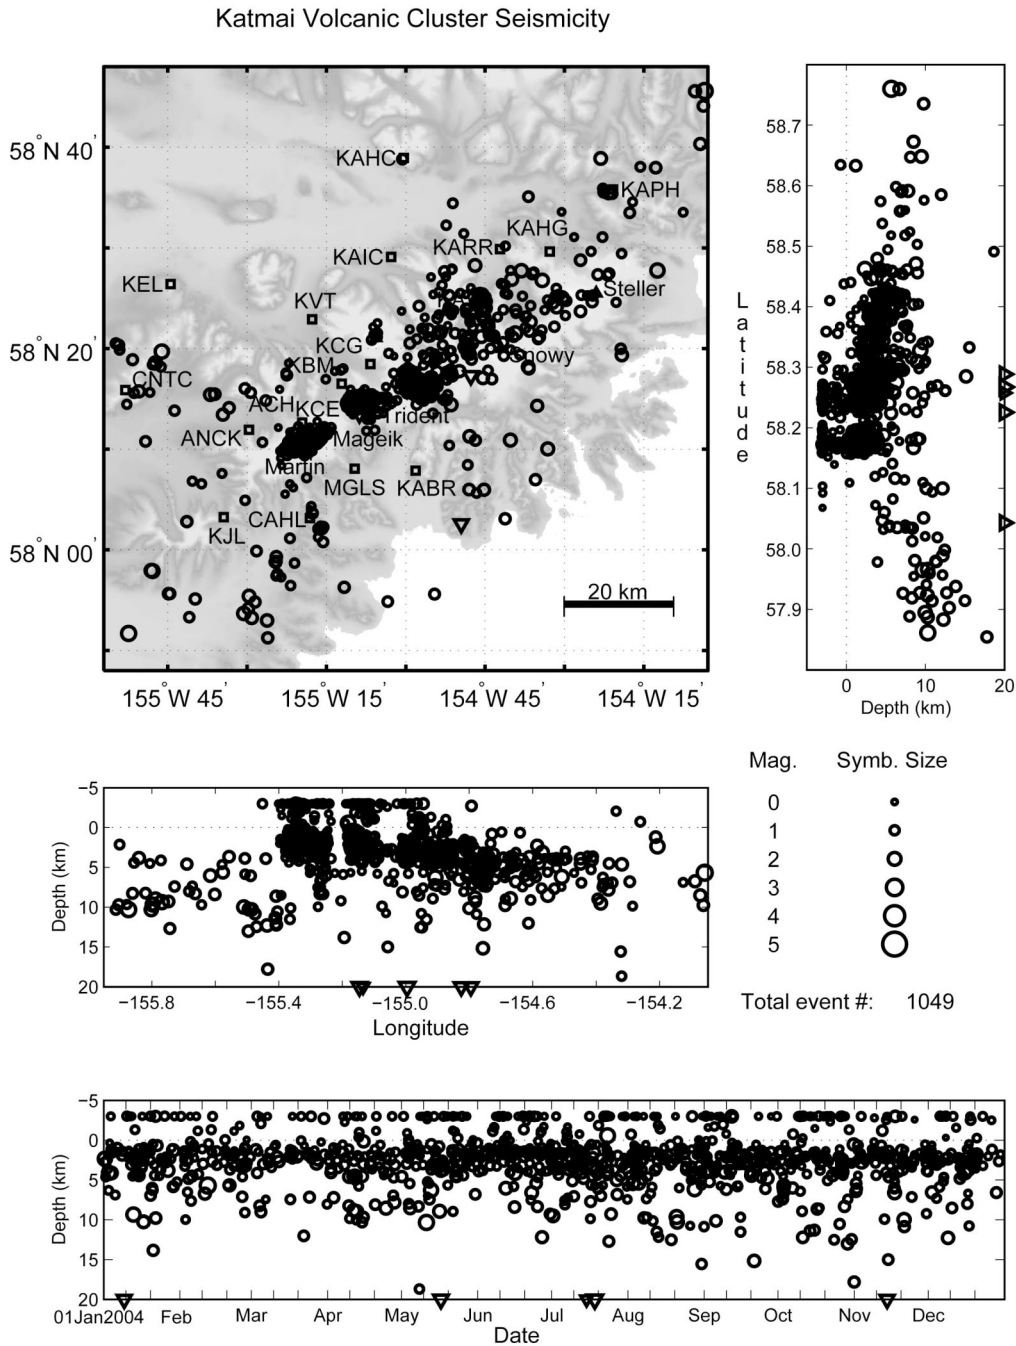 Katmai Volcanic Cluster Seismicity
58°N 40'
58°N 20'
58°N 00'
KAHC
KAPH
KAHG
KARR
KAIC
KEL
Steller
KVT
KCG
Snowy
KBM
CNTC
ACH
KCE
Trident
ANCK
Mageik
Martin
MGLS
KABR
CAHL
KJL
20 km
155°W 45'
155°W 15'
154°W 45'
154°W 15'
Latitude
58.7
58.6
58.5
58.4
58.3
58.2
58.1
58.0
57.9
0 10 20
Depth (km)
Depth (km)
−5
0
5
10
15
20
−155.8 −155.4 −155.0 −154.6 −154.2
Longitude
Mag. Symb. Size
0
1
2
3
4
5
Total event #: 1049
Depth (km)
−5
0
5
10
15
20
01Jan2004 Feb Mar Apr May Jun Jul Aug Sep Oct Nov Dec
Date